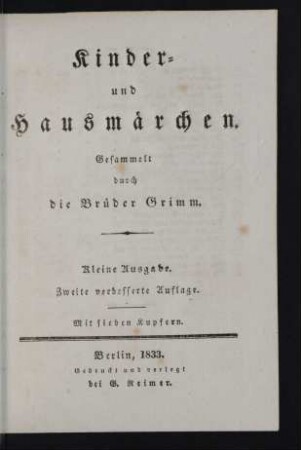 Kinder-
und
Hausmärchen.
Gesammelt
durch
die Brüder Grimm.
Kleine Ausgabe.
Zweite verbesserte Auflage.
Mit sieben Kupfern.
Berlin, 1833.
Gedruckt und verlegt
bei G. Reimer.